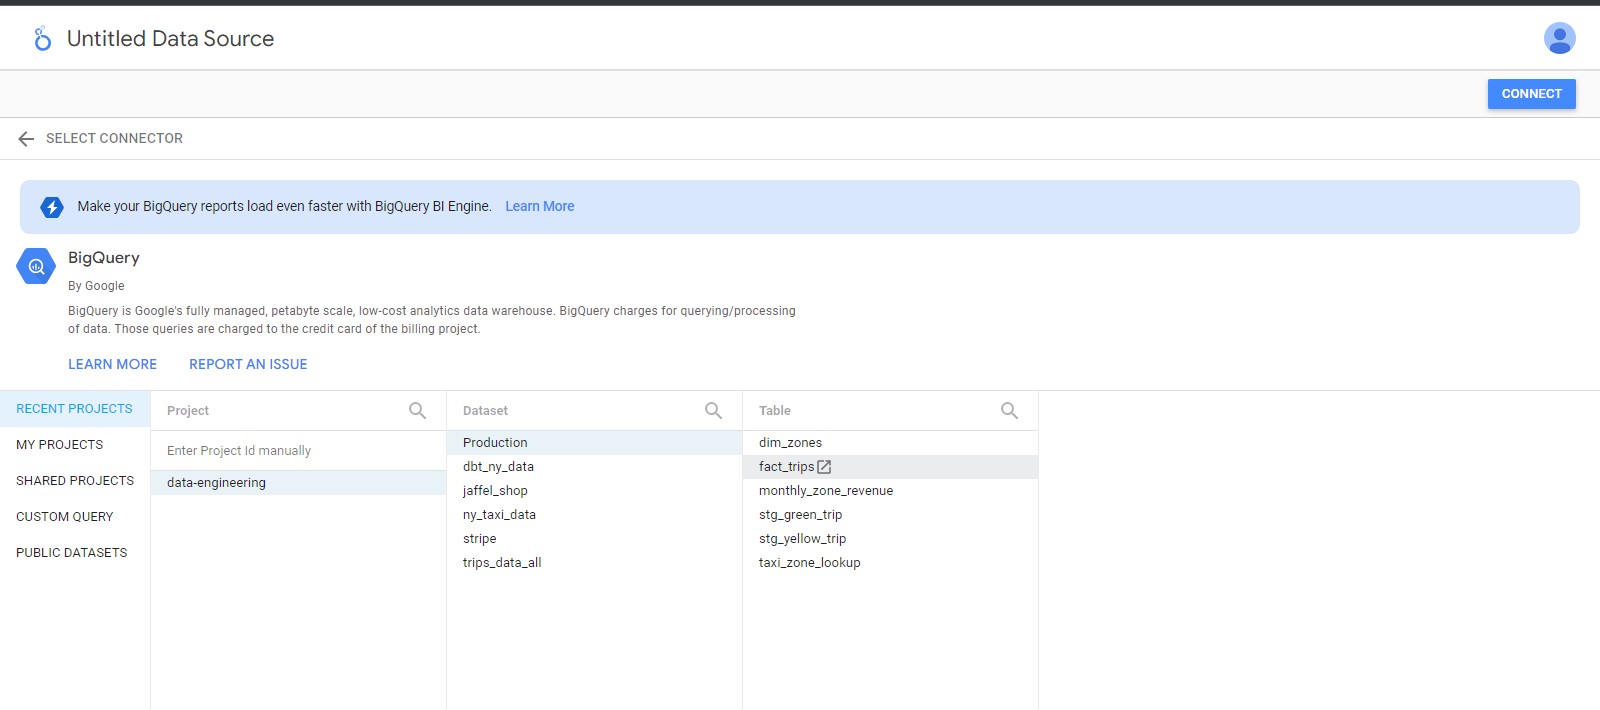 Untitled Data Source
CONNECT
SELECT CONNECTOR
Make your BigQuery reports load even faster with BigQuery BI Engine. Learn More
BigQuery
By Google
BigQuery is Google's fully managed, petabyte scale, low-cost analytics data warehouse. BigQuery charges for querying/processing
of data. Those queries are charged to the credit card of the billing project.
LEARN MORE REPORT AN ISSUE
RECENT PROJECTS
MY PROJECTS
SHARED PROJECTS
CUSTOM QUERY
PUBLIC DATASETS
Project
Enter Project Id manually
data-engineering
Dataset
Production
dbt_ny_data
jaffel_shop
ny_taxi_data
stripe
trips_data_all
Table
dim_zones
fact_trips
monthly_zone_revenue
stg_green_trip
stg_yellow_trip
taxi_zone_lookup